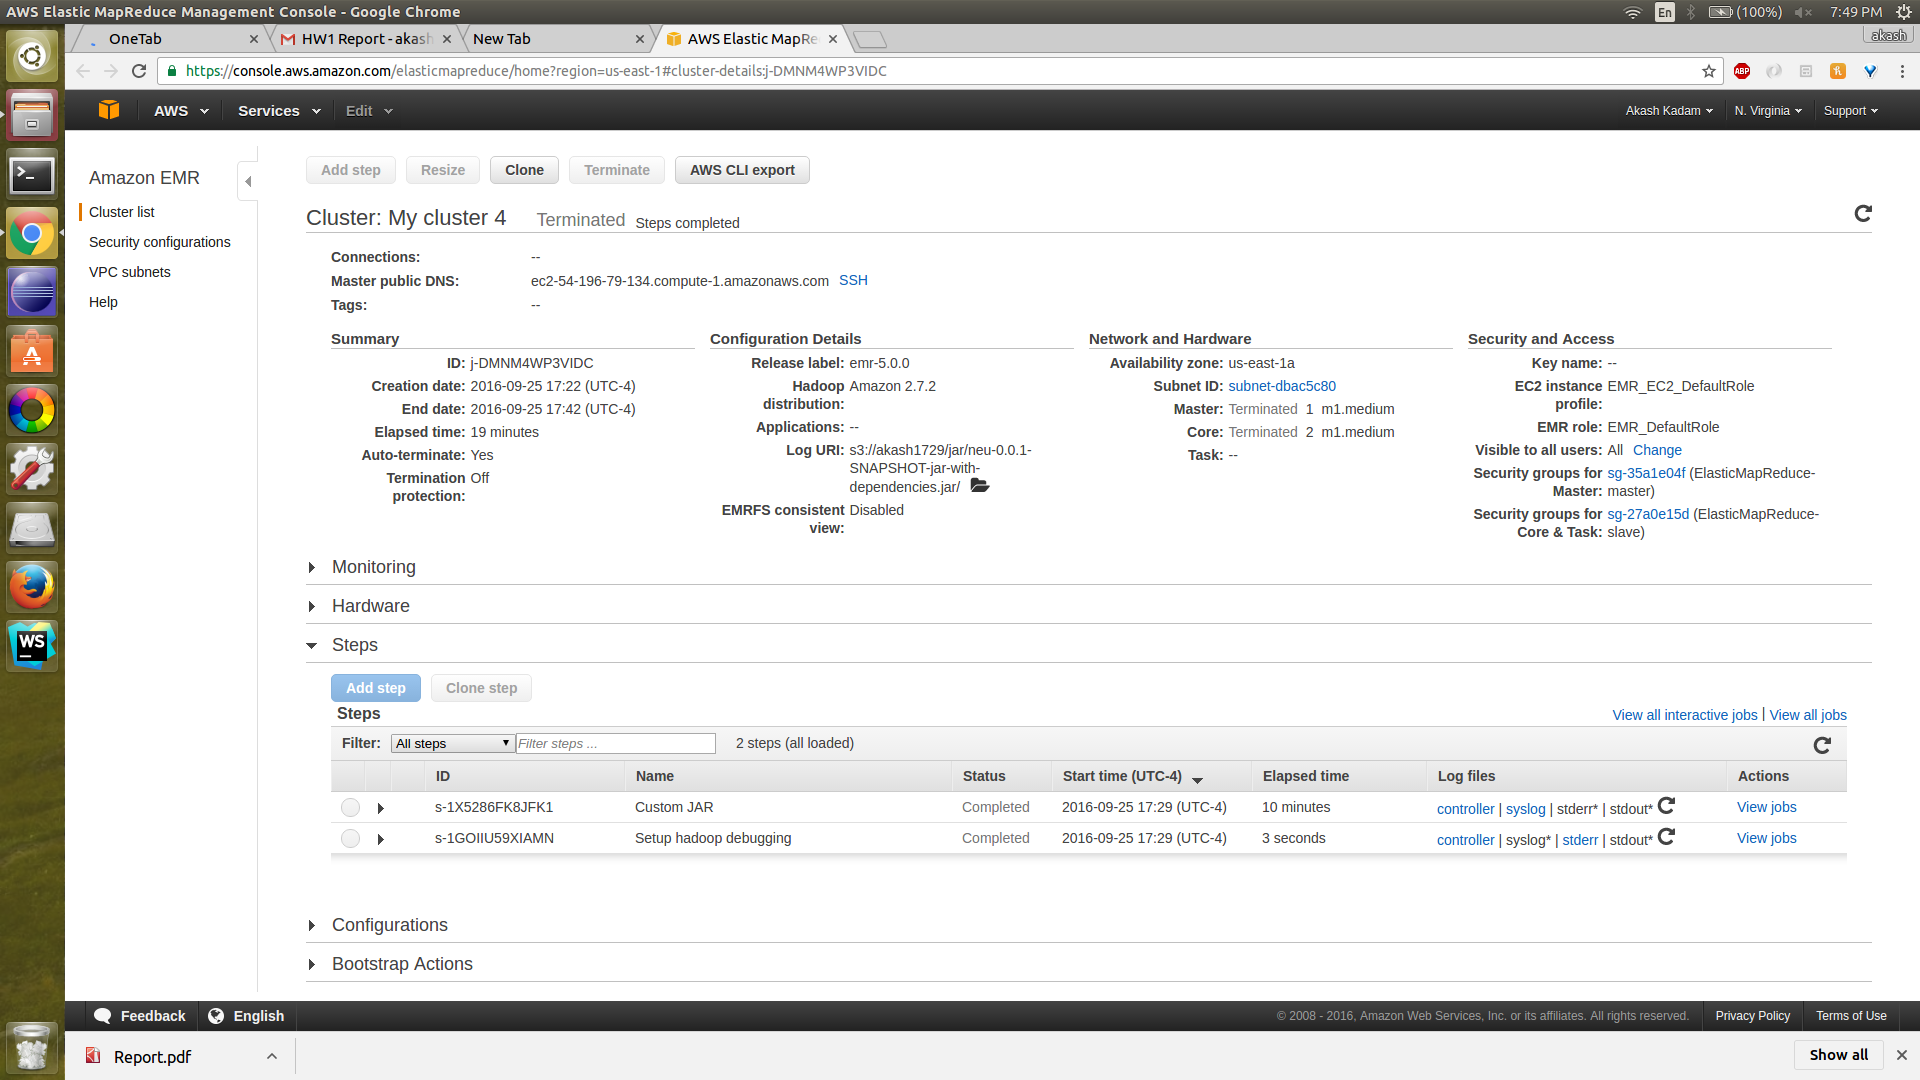 AWS Elastic MapReduce Management Console - Google Chrome
En (100%) 7:49 PM
OneTab
HW1 Report - akash
New Tab
AWS Elastic MapRe
akash
https://console.aws.amazon.com/elasticmapreduce/home?region=us-east-1#cluster-details:j-DMNM4WP3VIDC
ABP
AWS Services Edit
Akash Kadam N. Virginia Support
Amazon EMR
Cluster list
Security configurations
VPC subnets
Help
Add step Resize Clone Terminate AWS CLI export
Cluster: My cluster 4 Terminated Steps completed
Connections: --
Master public DNS: ec2-54-196-79-134.compute-1.amazonaws.com SSH
Tags: --
Summary
ID: j-DMNM4WP3VIDC
Creation date: 2016-09-25 17:22 (UTC-4)
End date: 2016-09-25 17:42 (UTC-4)
Elapsed time: 19 minutes
Auto-terminate: Yes
Termination Off
protection:
Configuration Details
Release label: emr-5.0.0
Hadoop Amazon 2.7.2
distribution:
Applications: --
Log URI: s3://akash1729/jar/neu-0.0.1-
SNAPSHOT-jar-with-
dependencies.jar/
EMRFS consistent Disabled
view:
Network and Hardware
Availability zone: us-east-1a
Subnet ID: subnet-dbac5c80
Master: Terminated 1 m1.medium
Core: Terminated 2 m1.medium
Task: --
Security and Access
Key name: --
EC2 instance EMR_EC2_DefaultRole
profile:
EMR role: EMR_DefaultRole
Visible to all users: All Change
Security groups for sg-35a1e04f (ElasticMapReduce-
Master: master)
Security groups for sg-27a0e15d (ElasticMapReduce-
Core & Task: slave)
Monitoring
Hardware
Steps
Add step Clone step
Steps
View all interactive jobs | View all jobs
Filter: All steps Filter steps ... 2 steps (all loaded)
ID Name Status Start time (UTC-4) Elapsed time Log files Actions
s-1X5286FK8JFK1 Custom JAR Completed 2016-09-25 17:29 (UTC-4) 10 minutes controller | syslog | stderr* | stdout* View jobs
s-1GOIIU59XIAMN Setup hadoop debugging Completed 2016-09-25 17:29 (UTC-4) 3 seconds controller | syslog* | stderr | stdout* View jobs
Configurations
Bootstrap Actions
WS
Feedback English
© 2008 - 2016, Amazon Web Services, Inc. or its affiliates. All rights reserved. Privacy Policy Terms of Use
Report.pdf
Show all